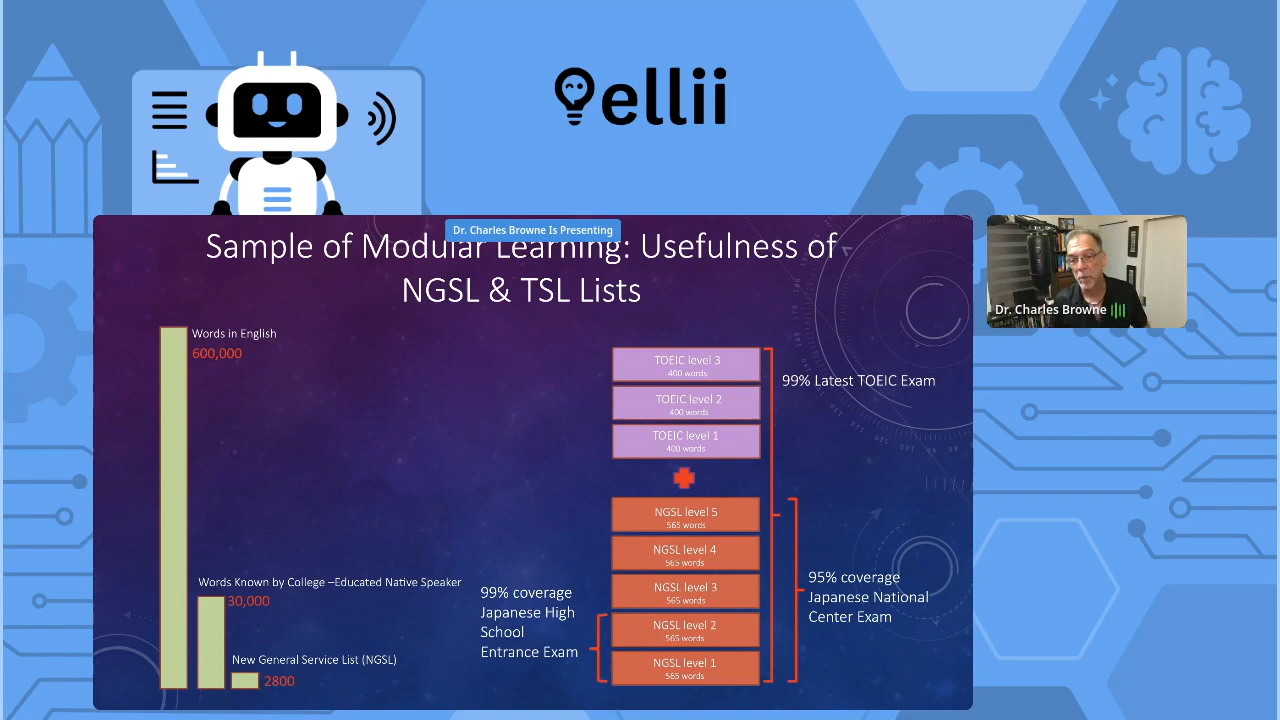 ellii
Dr. Charles Browne Is Presenting
Sample of Modular Learning: Usefulness of
NGSL & TSL Lists
Words in English
600,000
Words Known by College –Educated Native Speaker
30,000
New General Service List (NGSL)
2800
99% coverage
Japanese High
School
Entrance Exam
TOEIC level 3
400 words
TOEIC level 2
400 words
TOEIC level 1
400 words
NGSL level 5
565 words
NGSL level 4
565 words
NGSL level 3
565 words
NGSL level 2
565 words
NGSL level 1
565 words
99% Latest TOEIC Exam
95% coverage
Japanese National
Center Exam
Dr. Charles Browne